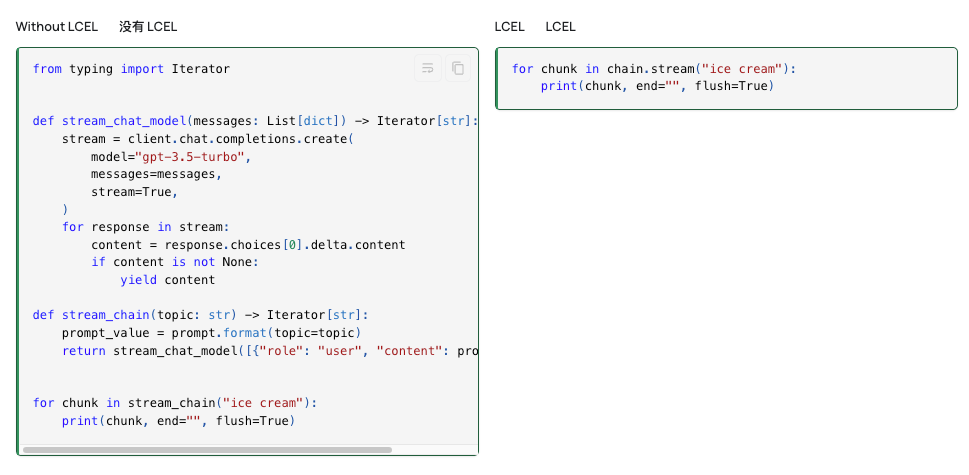 Without LCEL 没有 LCEL
from typing import Iterator
def stream_chat_model(messages: List[dict]) -> Iterator[str]:
    stream = client.chat.completions.create(
        model="gpt-3.5-turbo",
        messages=messages,
        stream=True,
    )
    for response in stream:
        content = response.choices[0].delta.content
        if content is not None:
            yield content
def stream_chain(topic: str) -> Iterator[str]:
    prompt_value = prompt.format(topic=topic)
    return stream_chat_model([{"role": "user", "content": pro
for chunk in stream_chain("ice cream"):
    print(chunk, end="", flush=True)
LCEL LCEL
for chunk in chain.stream("ice cream"):
    print(chunk, end="", flush=True)